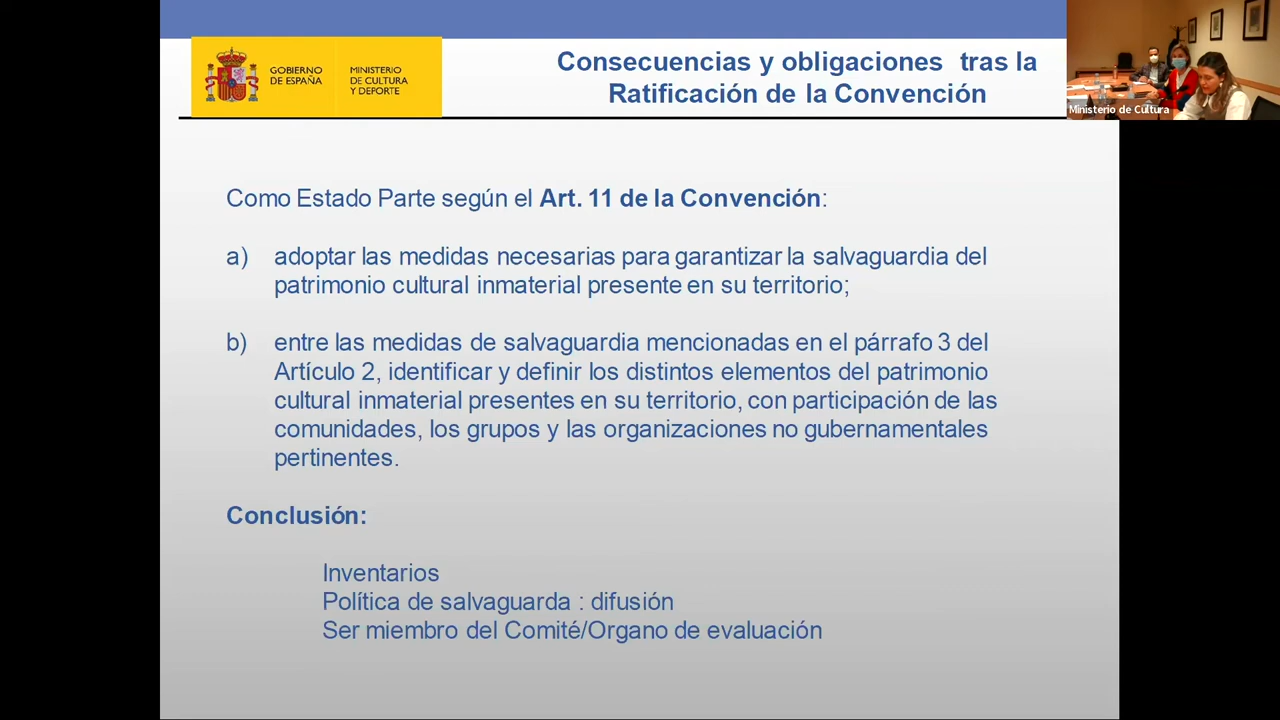 GOBIERNO
DE ESPAÑA
MINISTERIO
DE CULTURA
Y DEPORTE
Consecuencias y obligaciones tras la
Ratificación de la Convención
Ministerio de Cultura
Como Estado Parte según el Art. 11 de la Convención:
a) adoptar las medidas necesarias para garantizar la salvaguardia del
patrimonio cultural inmaterial presente en su territorio;
b) entre las medidas de salvaguardia mencionadas en el párrafo 3 del
Artículo 2, identificar y definir los distintos elementos del patrimonio
cultural inmaterial presentes en su territorio, con participación de las
comunidades, los grupos y las organizaciones no gubernamentales
pertinentes.
Conclusión:
Inventarios
Política de salvaguarda : difusión
Ser miembro del Comité/Organo de evaluación